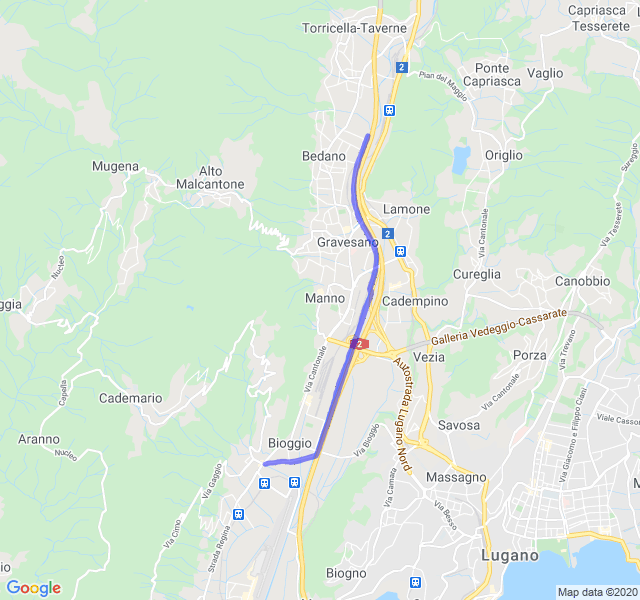 Capriasca
Tesserete
Torricella-Taverne
2
Ponte
Capriasca
Vaglio
Pian del Maggio
Sureggio
Origlio
Bedano
Mugena
Alto
Malcantone
Lamone
Via Tesserete
Via Cantonale
2
Gravesano
Nucleo
Cureglia
Canobbio
Manno
Cadempino
ggia
Galleria Vedeggio-Cassarate
2
Vezia
Porza
Via Trevano
Via Cantonale
Autostrada Lugano Nord
Capella
Cademario
Via Cantonale
Via Giacomo e Filippo Ciani
Viale Casson
Aranno
Nucleo
Bioggio
Via Bioggio
Savosa
Massagno
Via Gaggio
Via Camara
Via Besso
Via Cimo
Strada Regina
Lugano
Biogno
Google
Map data ©2020